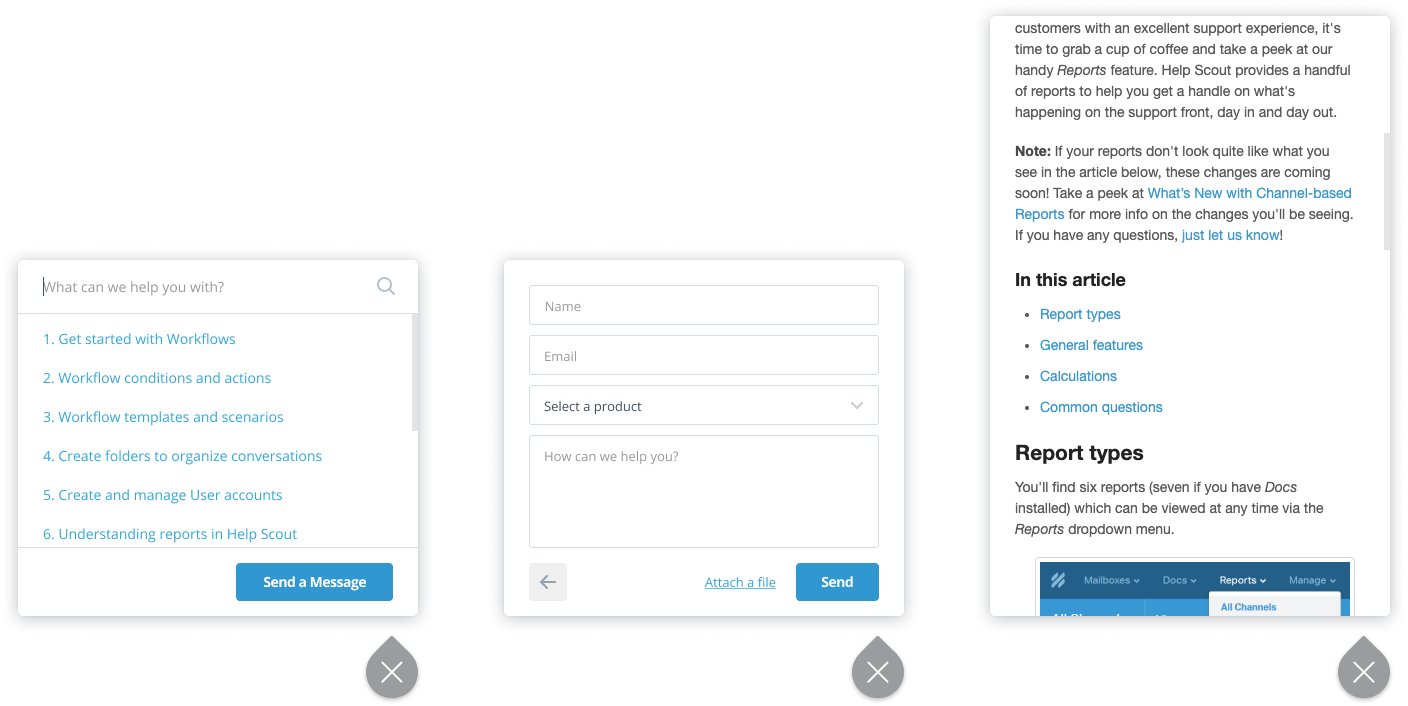 What can we help you with?
1. Get started with Workflows
2. Workflow conditions and actions
3. Workflow templates and scenarios
4. Create folders to organize conversations
5. Create and manage User accounts
6. Understanding reports in Help Scout
Send a Message
Name
Email
Select a product
How can we help you?
Attach a file
Send
customers with an excellent support experience, it's
time to grab a cup of coffee and take a peek at our
handy Reports feature. Help Scout provides a handful
of reports to help you get a handle on what's
happening on the support front, day in and day out.
Note: If your reports don't look quite like what you
see in the article below, these changes are coming
soon! Take a peek at What’s New with Channel-based
Reports for more info on the changes you'll be seeing.
If you have any questions, just let us know!
In this article
• Report types
• General features
• Calculations
• Common questions
Report types
You'll find six reports (seven if you have Docs
installed) which can be viewed at any time via the
Reports dropdown menu.
Mailboxes Docs Reports Manage
All Channels